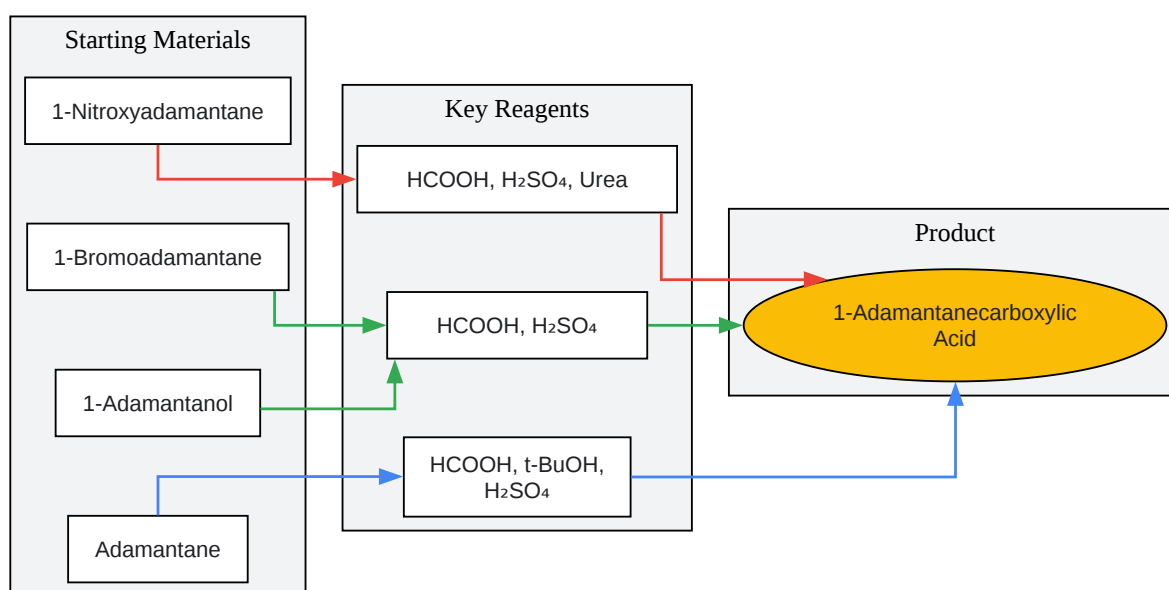 Starting Materials
1-Nitroxyadamantane
1-Bromoadamantane
1-Adamantanol
Adamantane
Key Reagents
HCOOH, H₂SO₄, Urea
HCOOH, H₂SO₄
HCOOH, t-BuOH,
H₂SO₄
Product
1-Adamantanecarboxylic
Acid